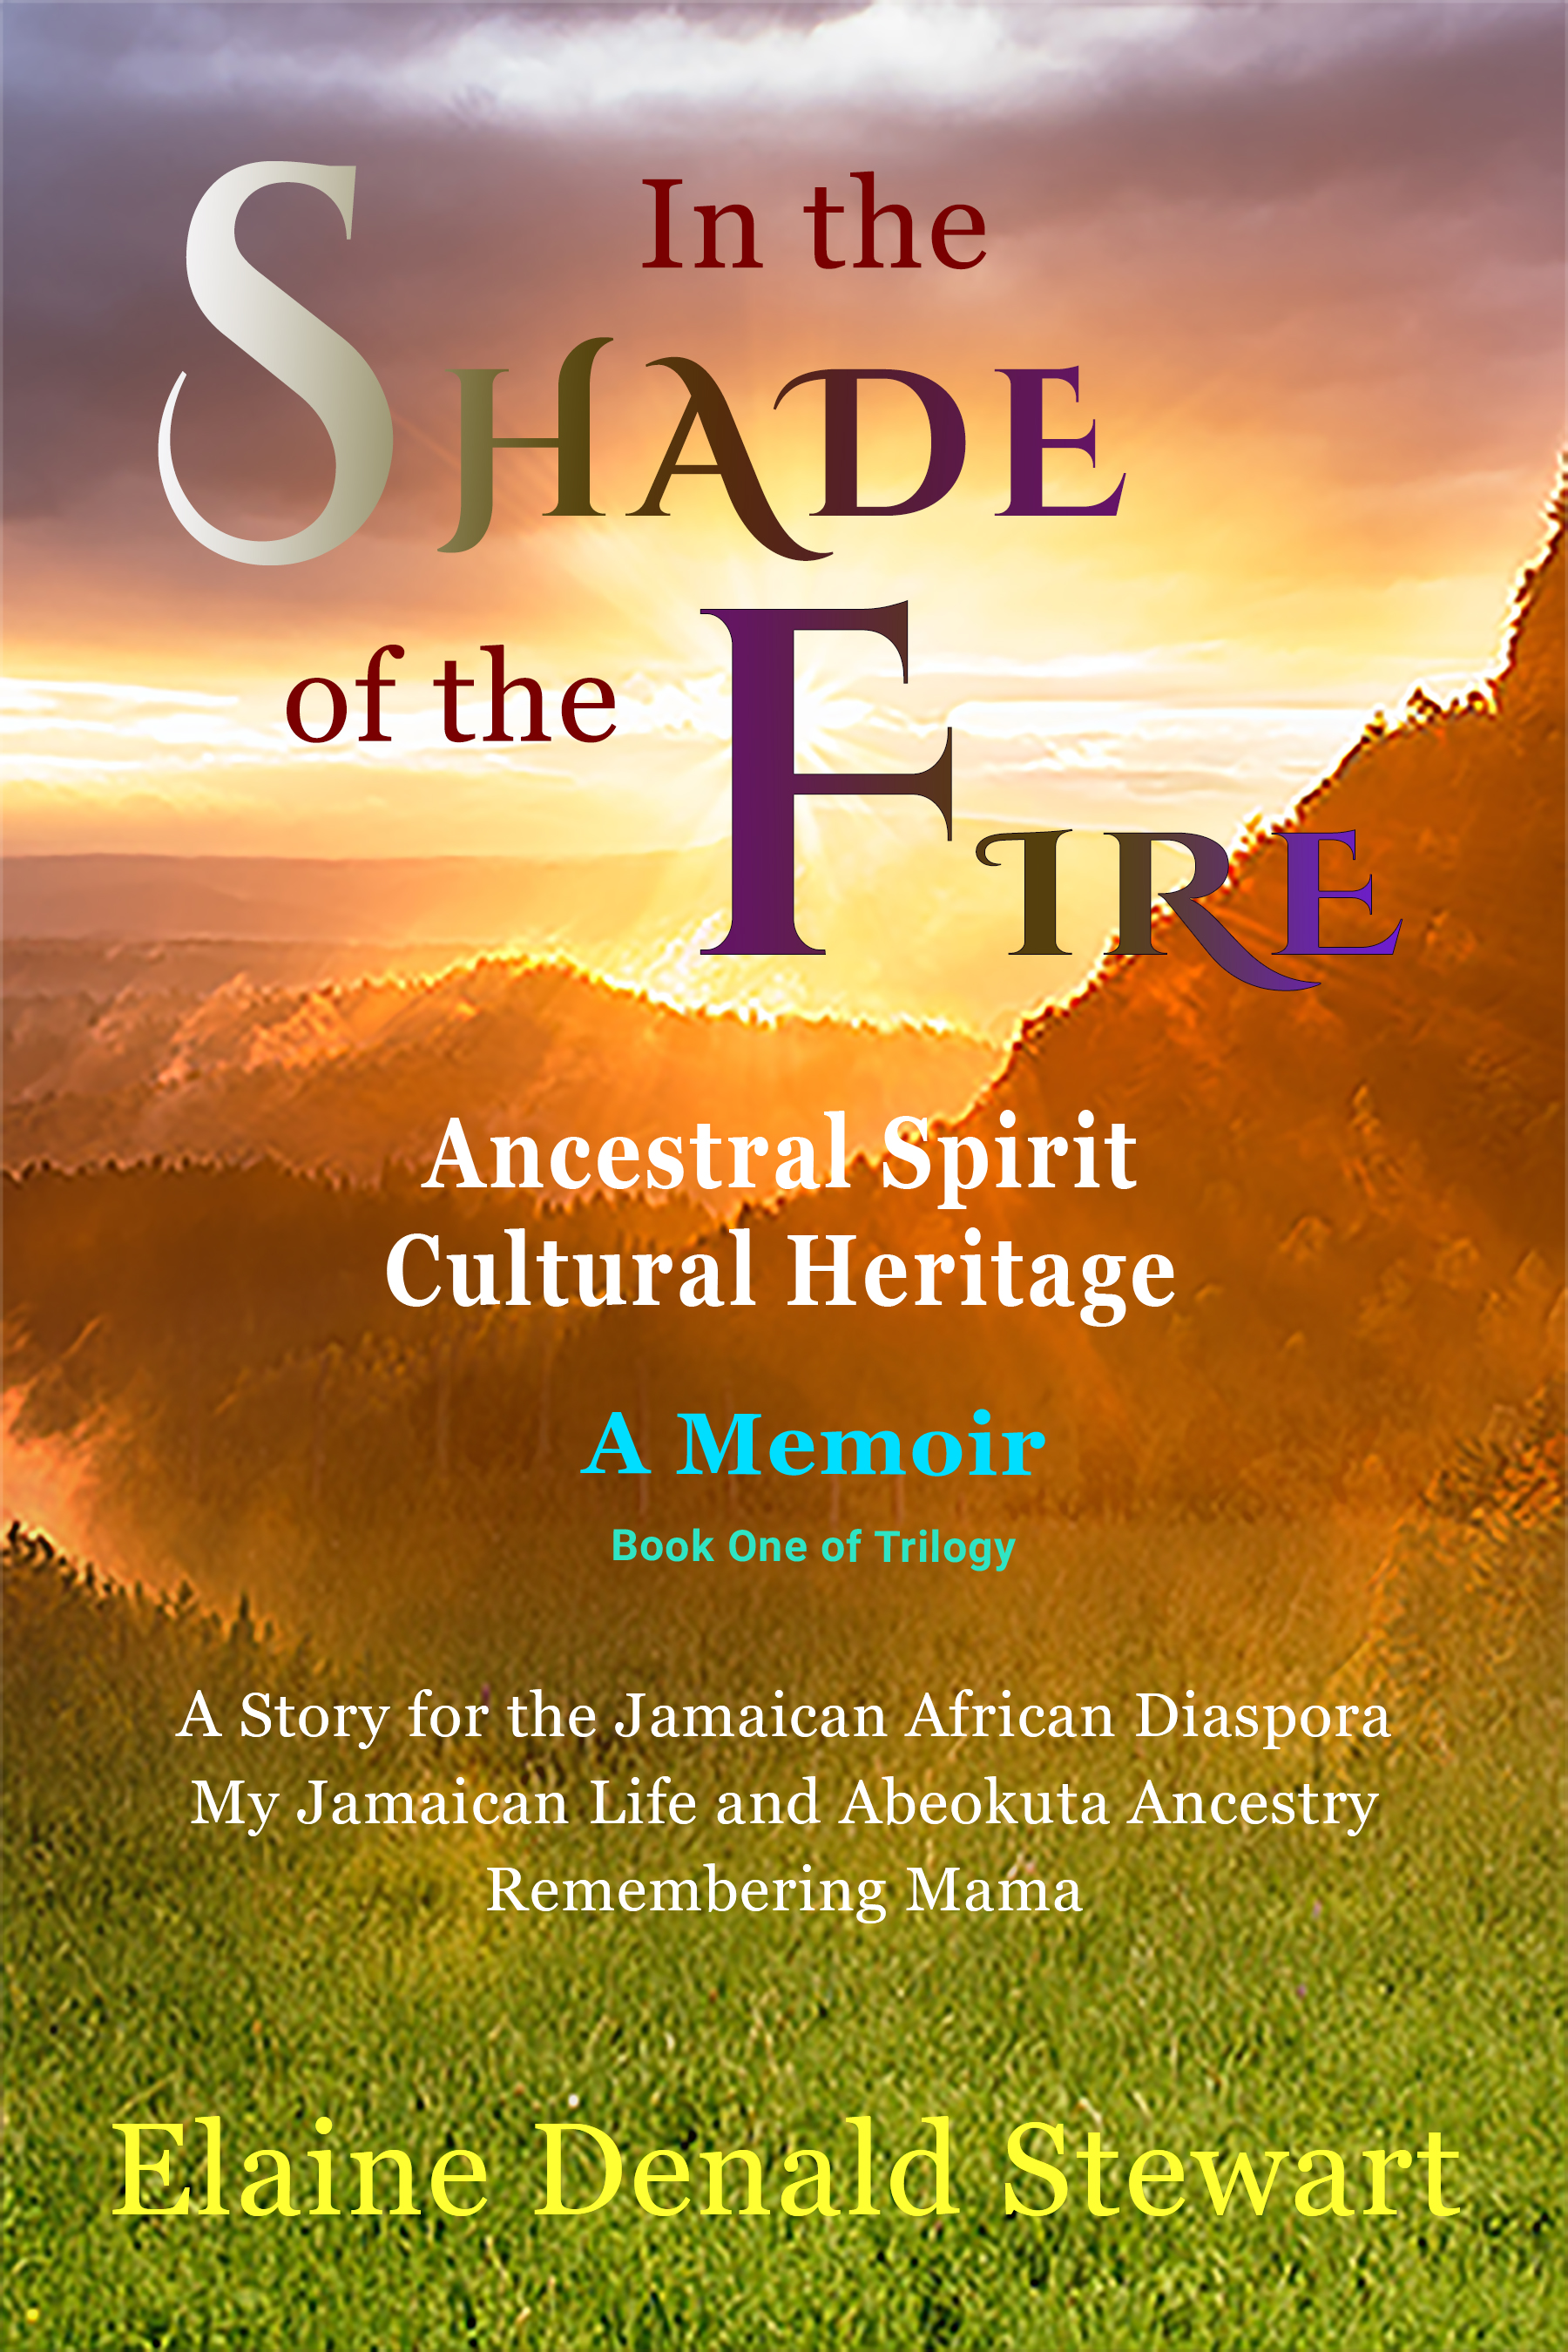 In the
SHADE
of the
FIRE
Ancestral Spirit
Cultural Heritage
A Memoir
Book One of Trilogy
A Story for the Jamaican African Diaspora
My Jamaican Life and Abeokuta Ancestry
Remembering Mama
Elaine Denald Stewart